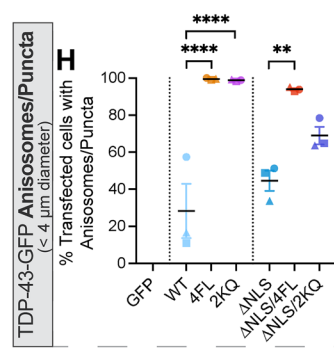 H
TDP-43-GFP Anisosomes/Puncta
(< 4 μm diameter)
% Transfected cells with
Anisosomes/Puncta
****
****
**
100
80
60
40
20
0
GFP
WT
4FL
2KQ
ΔNLS
ΔNLS/4FL
ΔNLS/2KQ